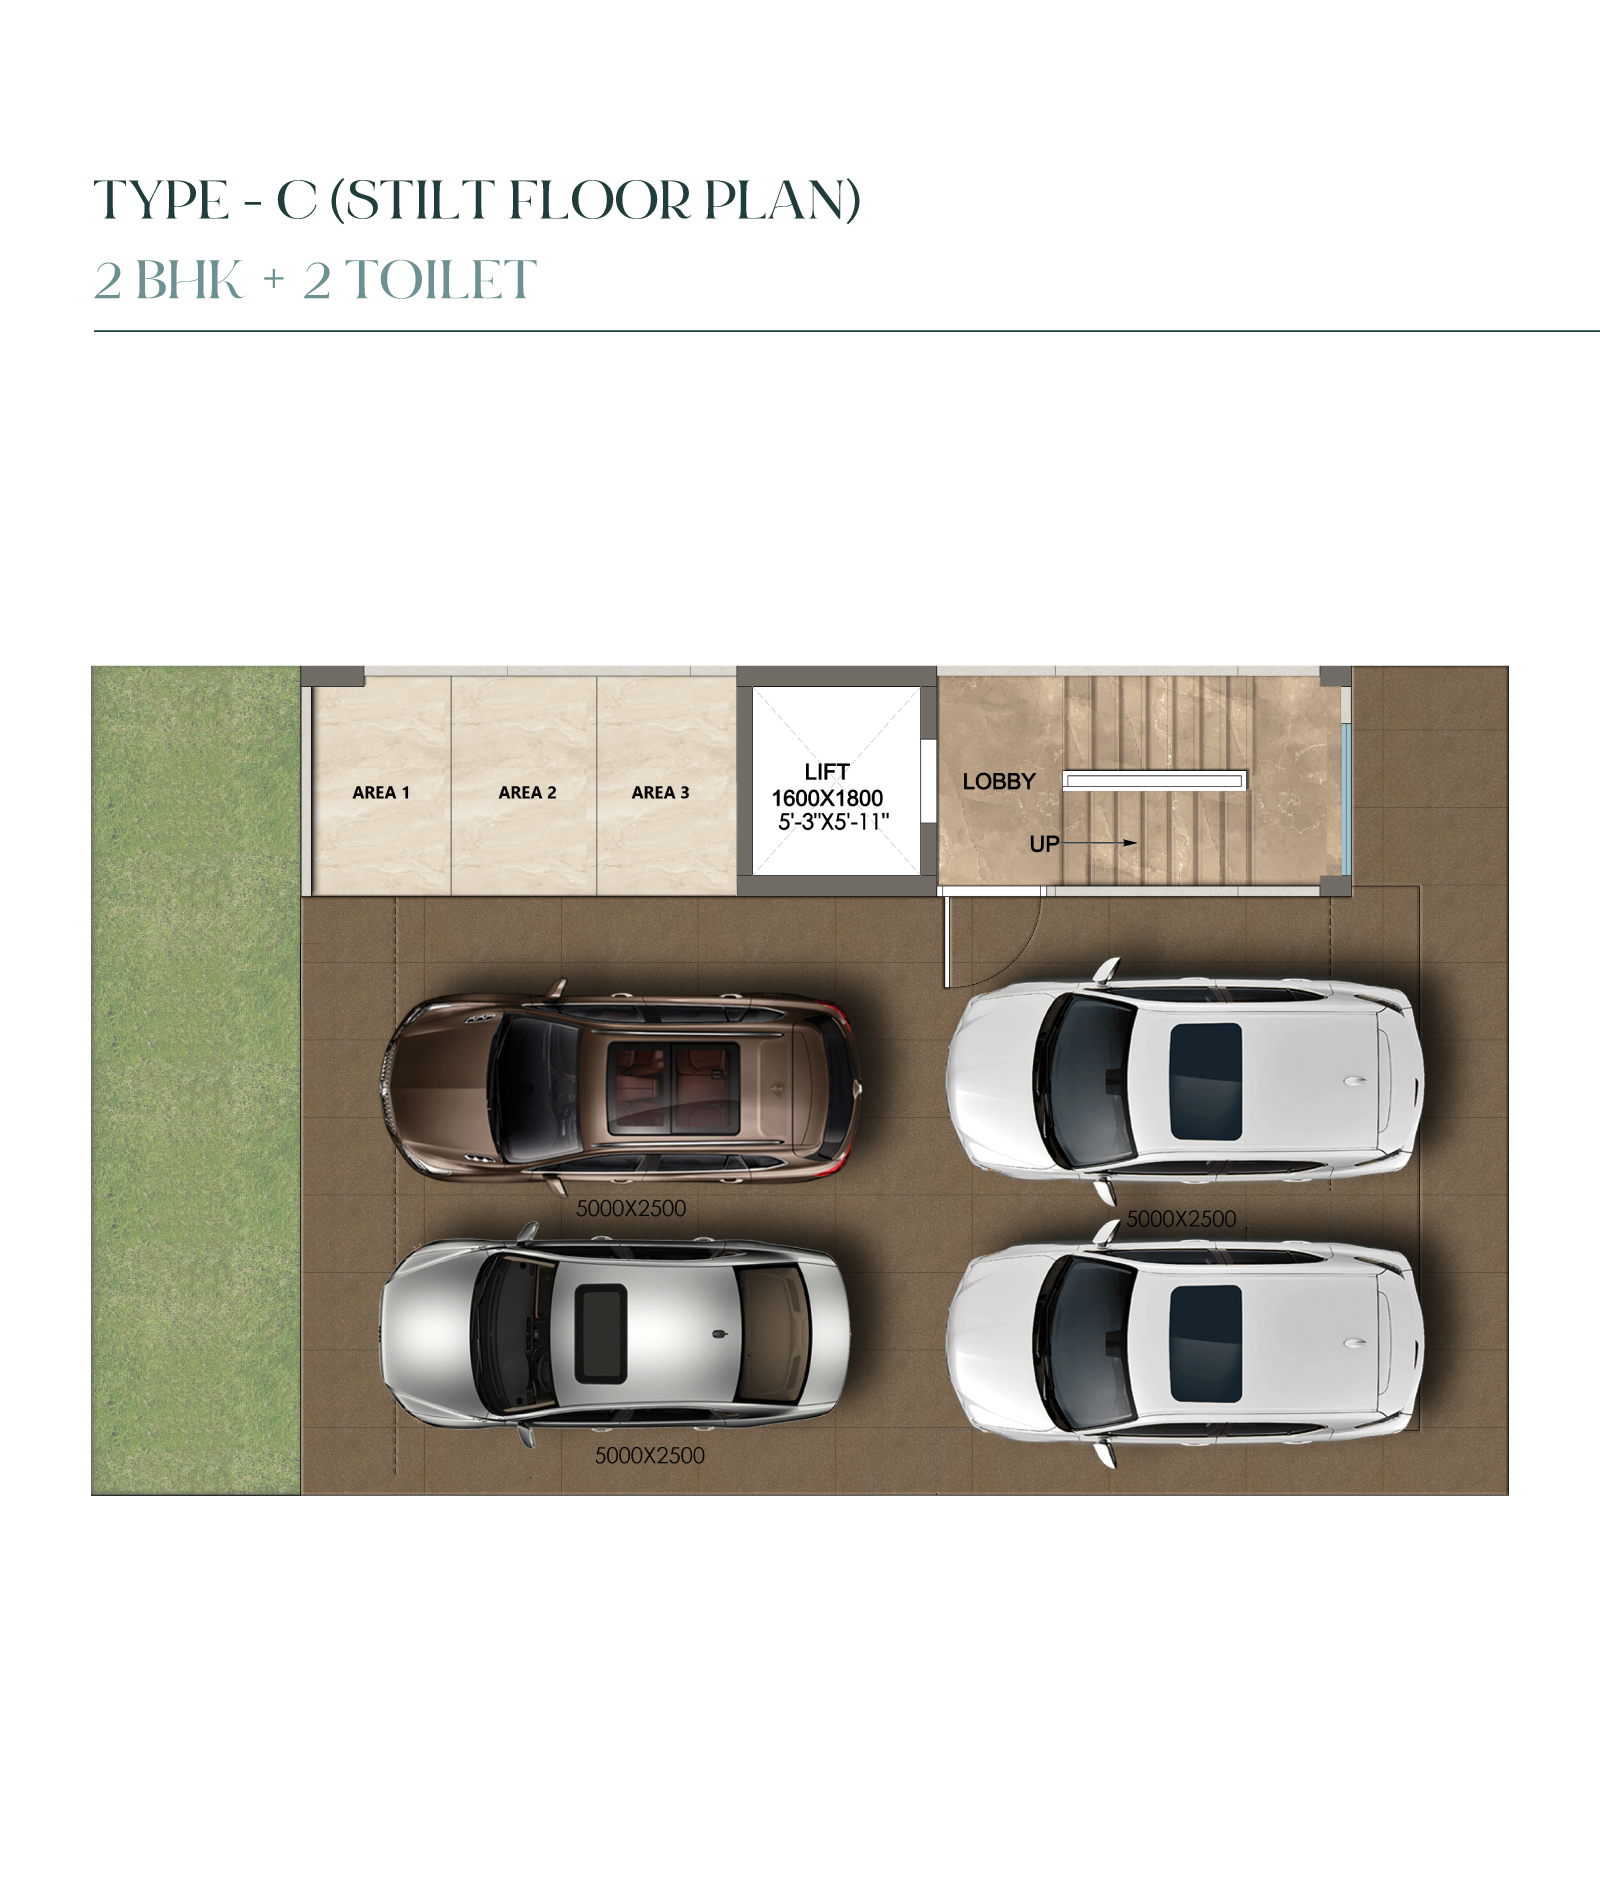 TYPE - C (STILT FLOOR PLAN)
2 BHK + 2 TOILET
AREA 1
AREA 2
AREA 3
LIFT
1600X1800
5'-3"X5'-11"
LOBBY
UP
5000X2500
5000X2500
5000X2500